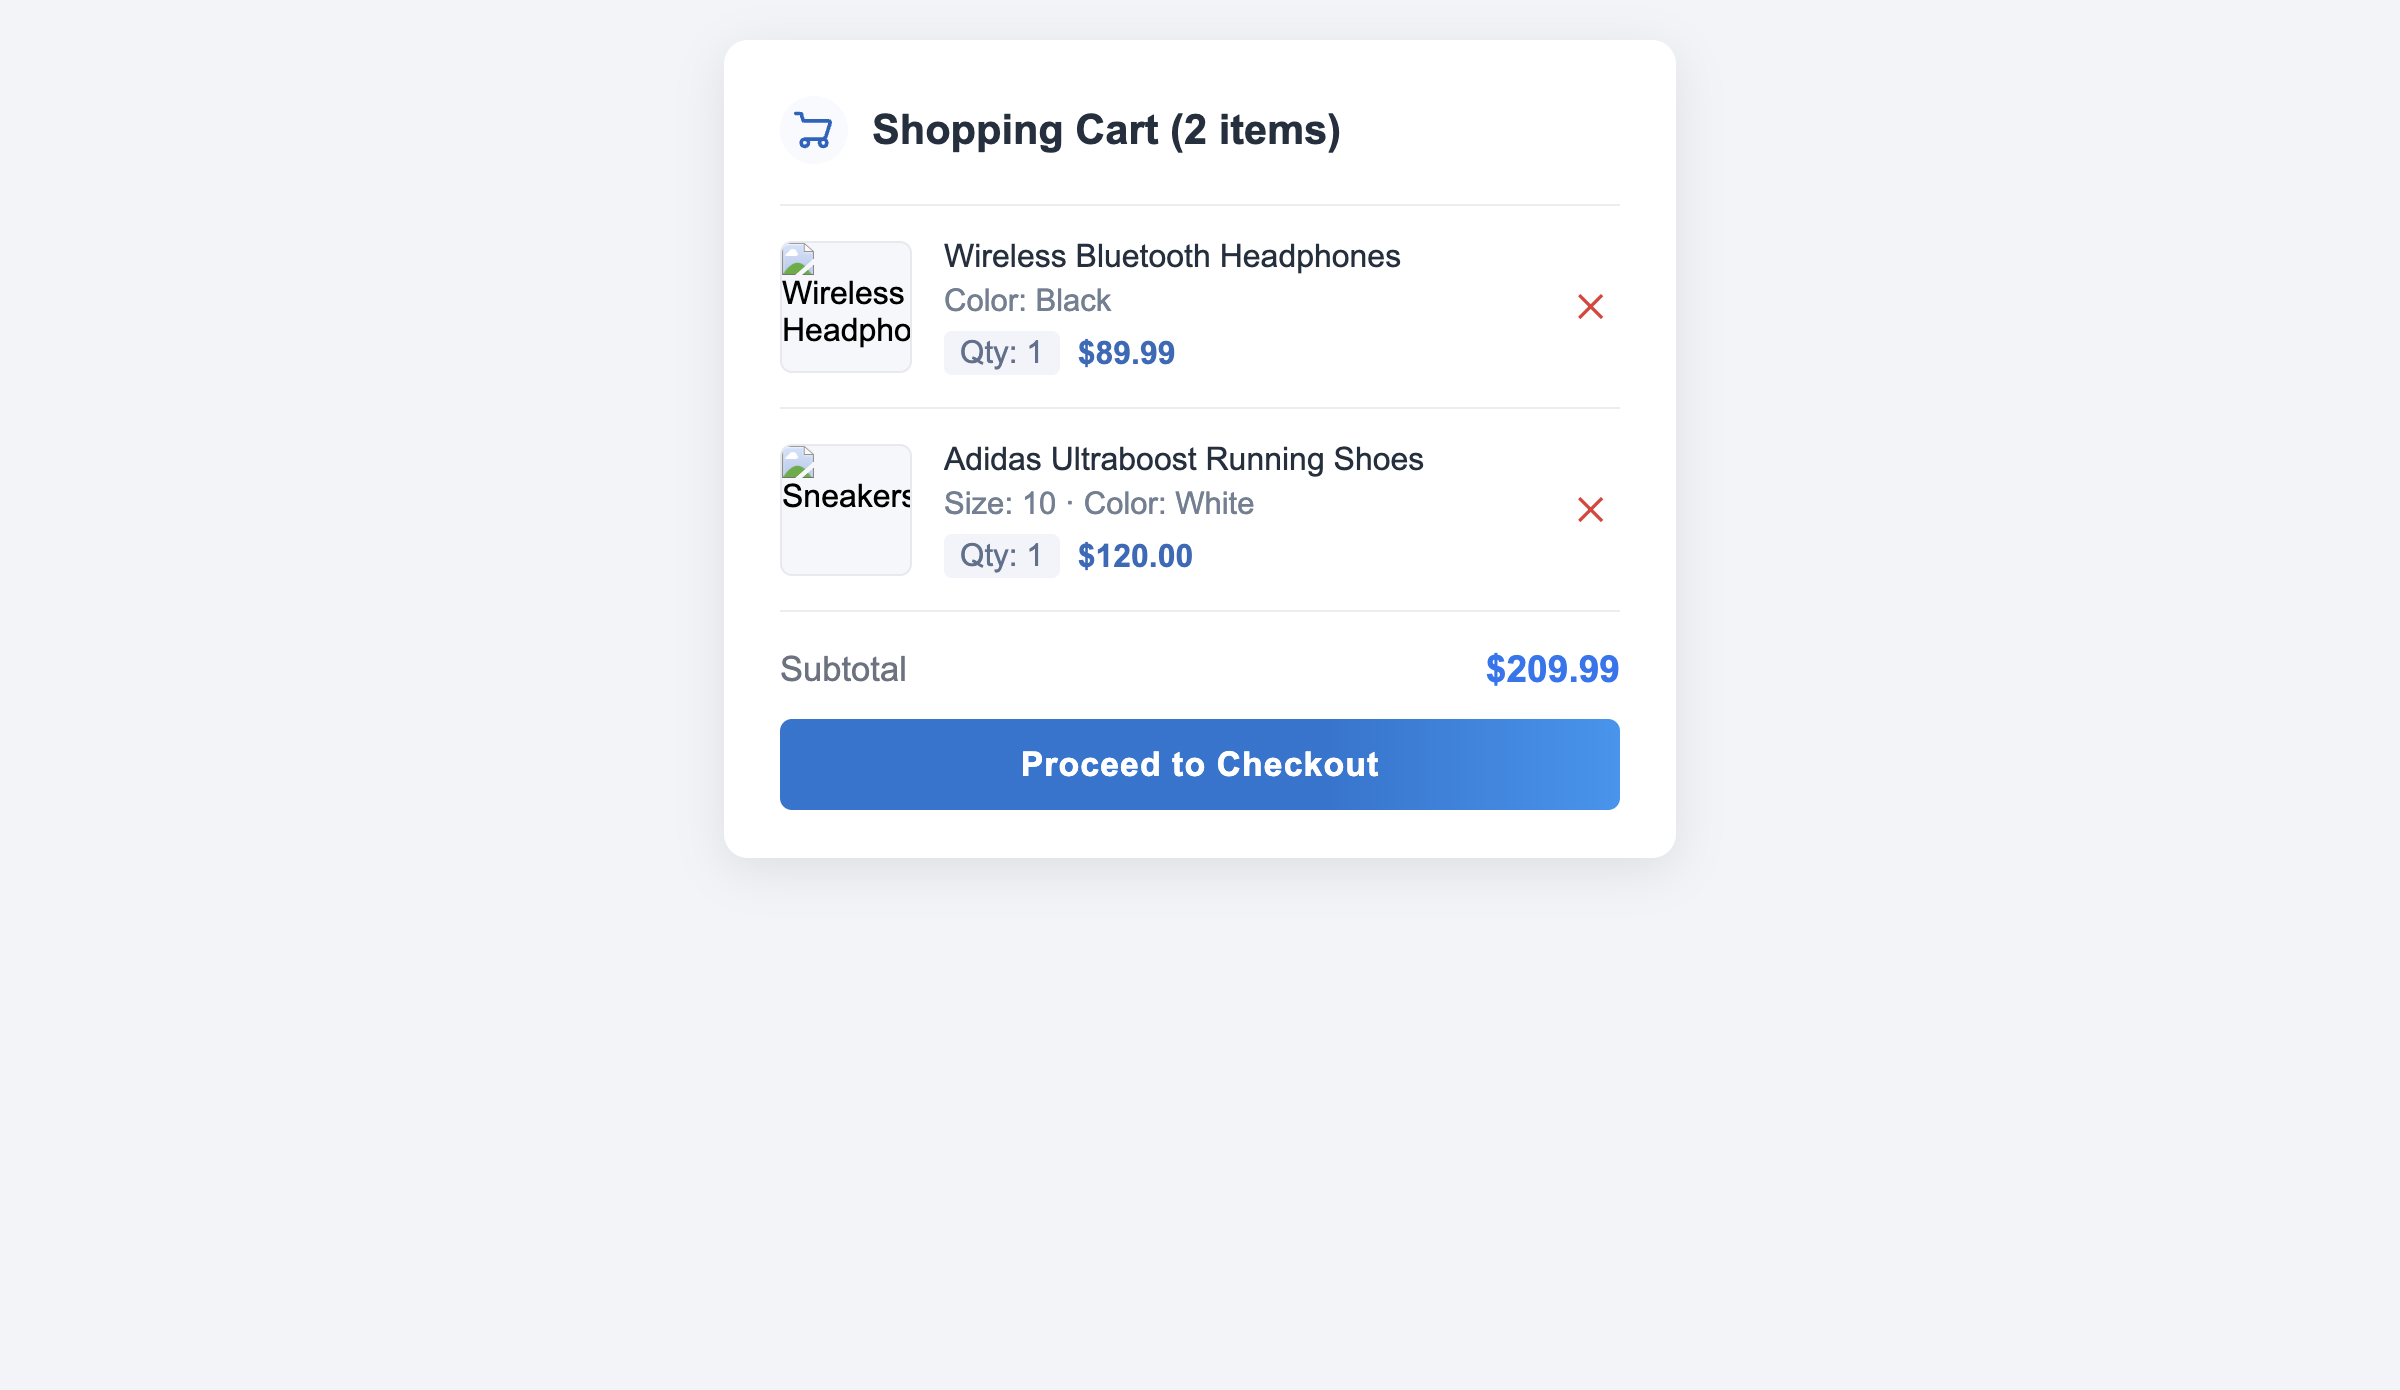 Shopping Cart (2 items)
Wireless
Headpho
Wireless Bluetooth Headphones
Color: Black
Qty: 1 $89.99
Sneakers
Adidas Ultraboost Running Shoes
Size: 10 · Color: White
Qty: 1 $120.00
Subtotal $209.99
Proceed to Checkout